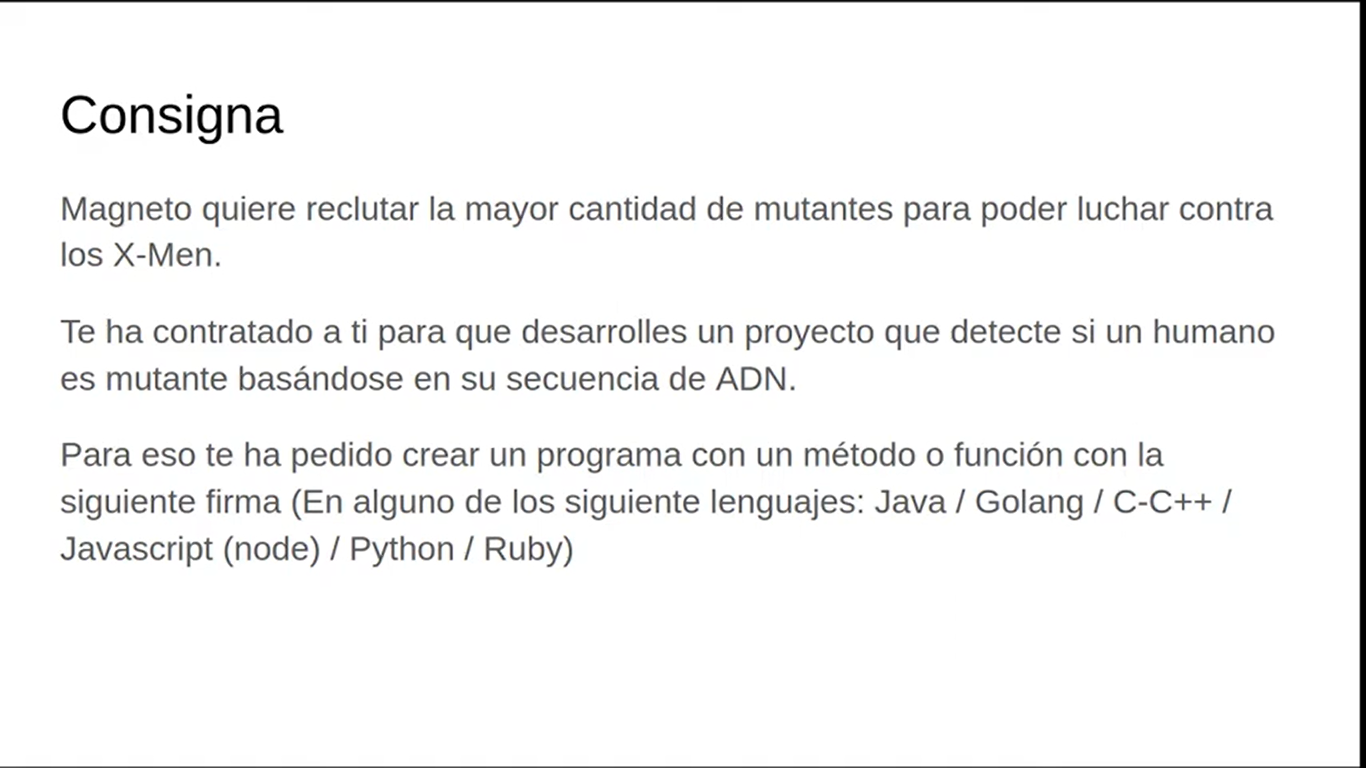 Consigna
Magneto quiere reclutar la mayor cantidad de mutantes para poder luchar contra
los X-Men.
Te ha contratado a ti para que desarrolles un proyecto que detecte si un humano
es mutante basándose en su secuencia de ADN.
Para eso te ha pedido crear un programa con un método o función con la
siguiente firma (En alguno de los siguiente lenguajes: Java / Golang / C-C++ /
Javascript (node) / Python / Ruby)